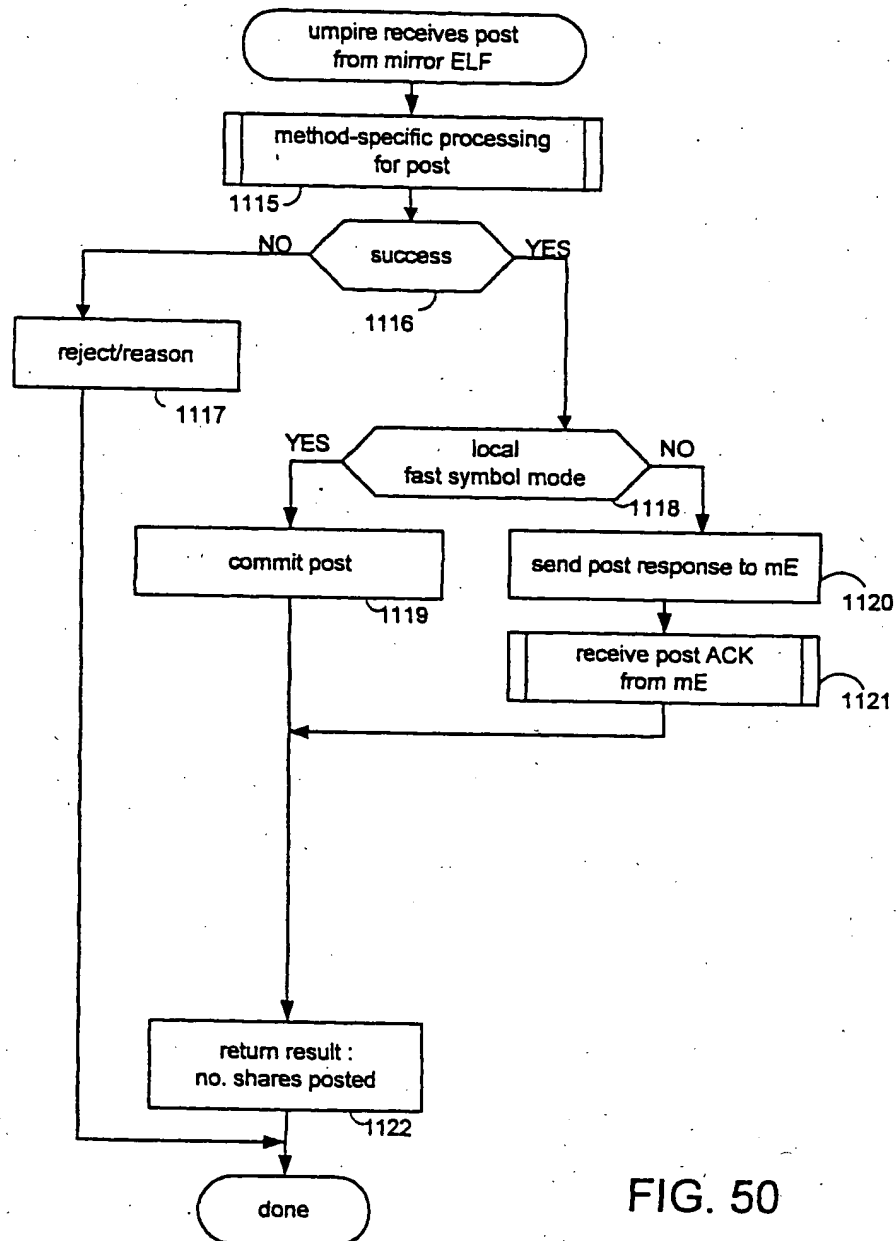 umpire receives post
from mirror ELF
method-specific processing
for post
1115
NO
success
YES
1116
reject/reason
1117
YES
local
fast symbol mode
NO
1118
commit post
1119
send post response to mE
1120
receive post ACK
from mE
1121
return result :
no. shares posted
1122
done
FIG. 50